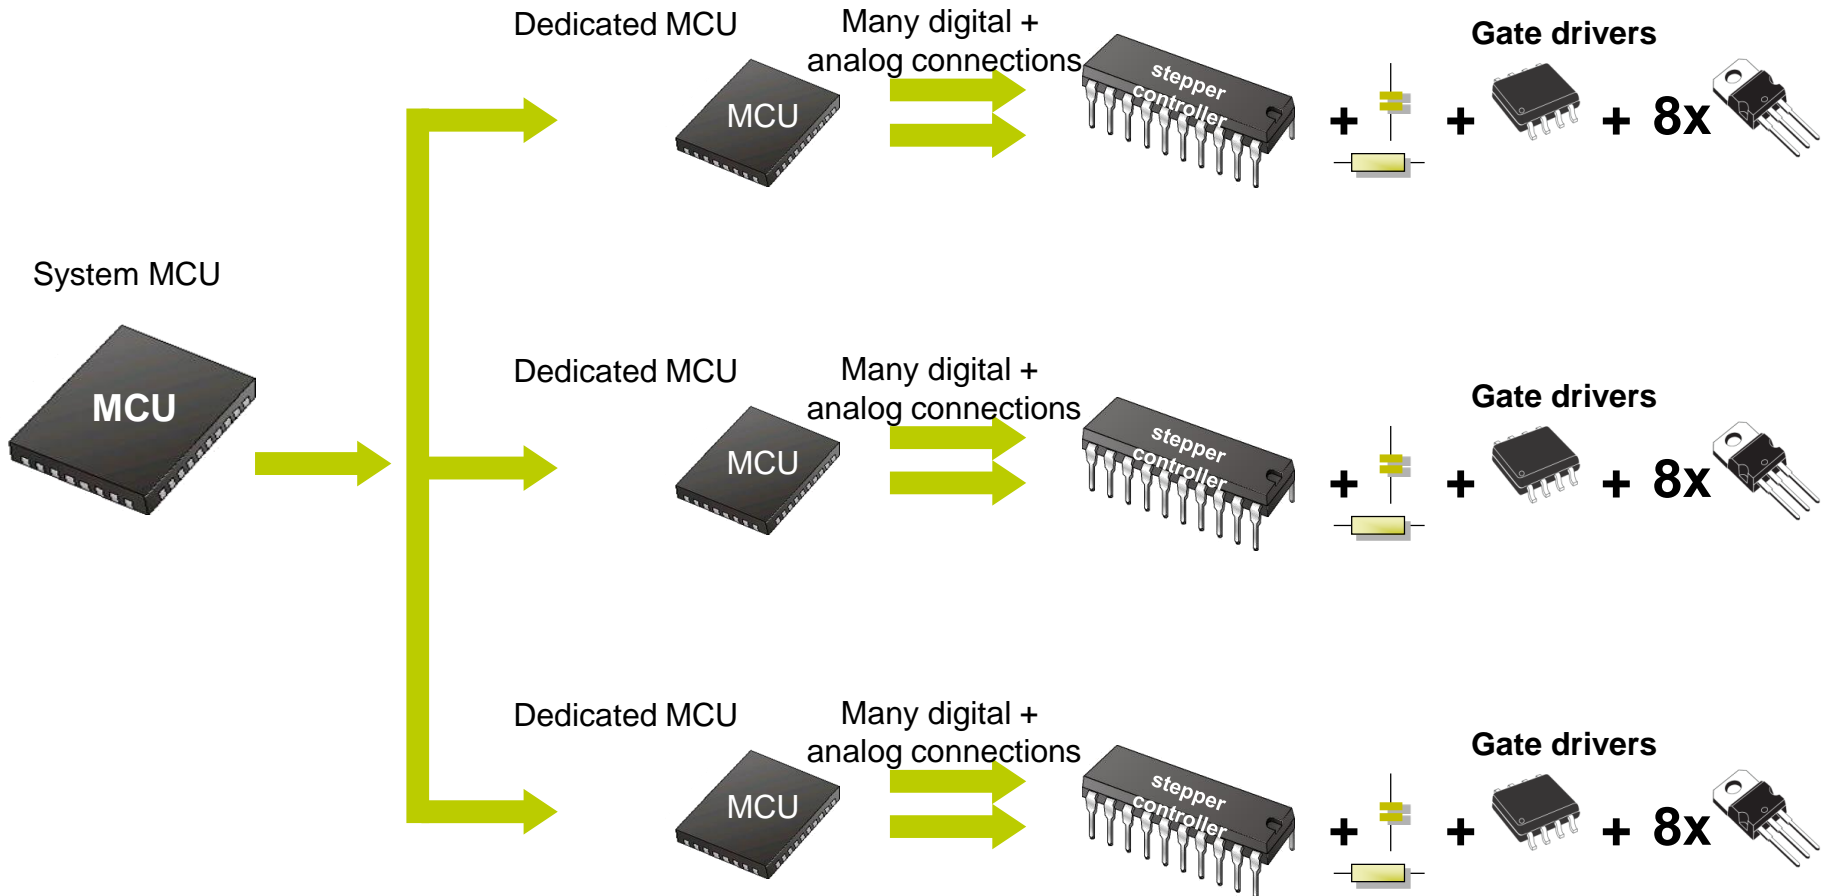 Dedicated MCU
Many digital +
analog connections
Gate drivers
MCU
stepper
controller
+
+
+
8x
System MCU
MCU
Dedicated MCU
Many digital +
analog connections
Gate drivers
MCU
stepper
controller
+
+
+
8x
Dedicated MCU
Many digital +
analog connections
Gate drivers
MCU
stepper
controller
+
+
+
8x